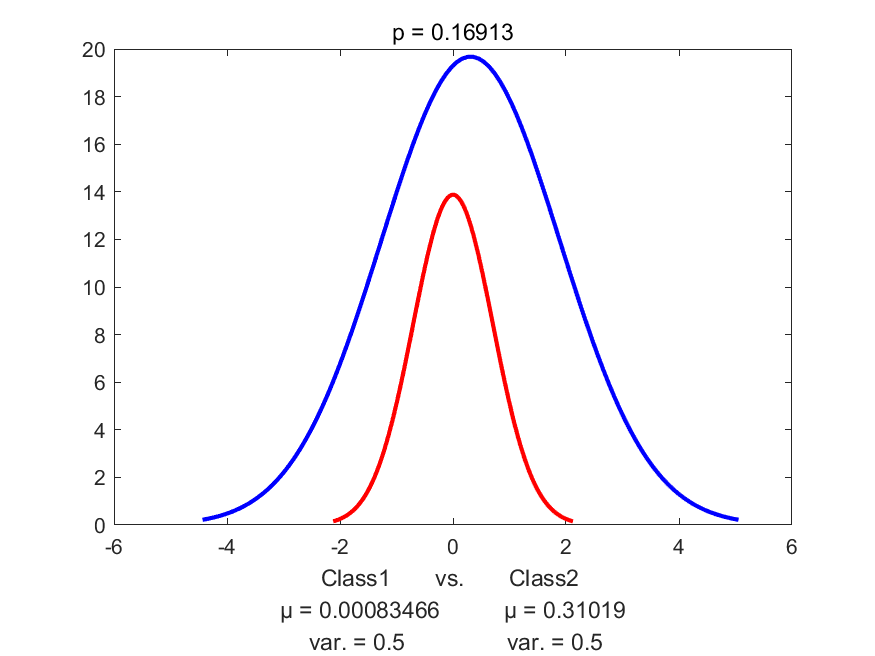 p = 0.16913
20
18
16
14
12
10
8
6
4
2
0
-6 -4 -2 0 2 4 6
Class1 vs. Class2
μ = 0.00083466 μ = 0.31019
var. = 0.5 var. = 0.5